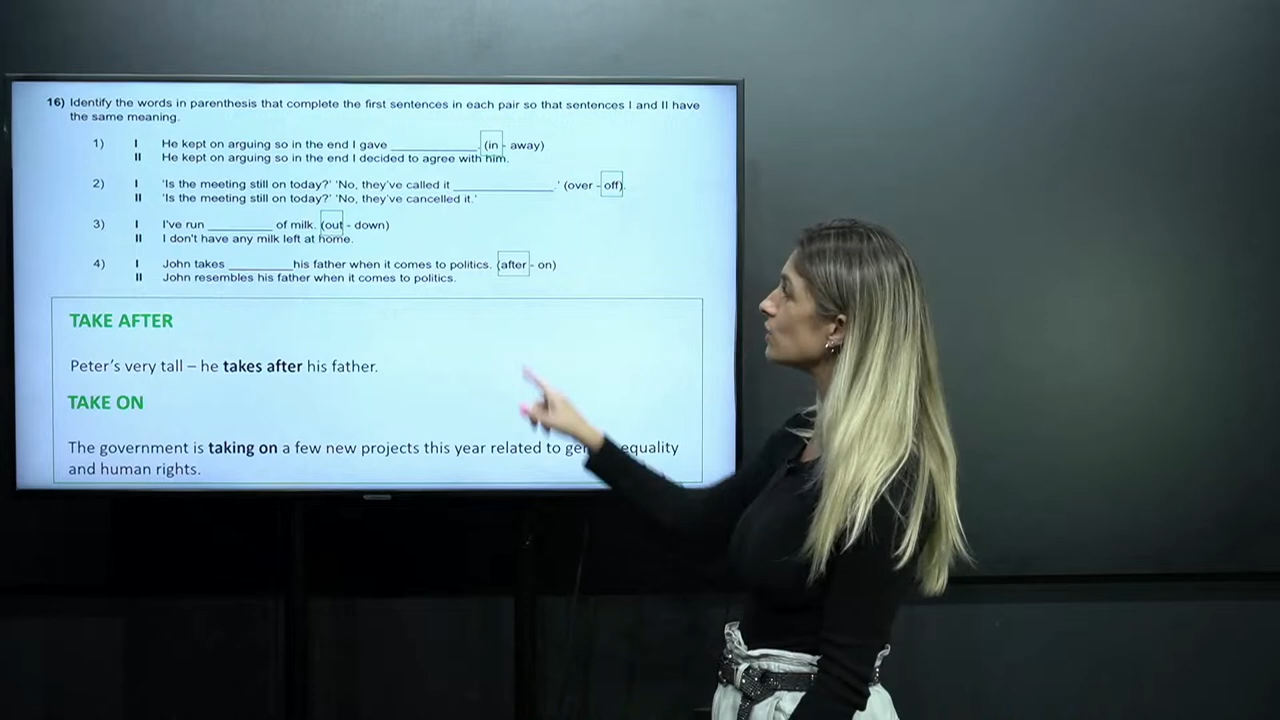 16) Identify the words in parenthesis that complete the first sentences in each pair so that sentences I and II have
the same meaning.
1) I He kept on arguing so in the end I gave ____________. (in - away)
II He kept on arguing so in the end I decided to agree with him.
2) I 'Is the meeting still on today?' 'No, they've called it ______________.' (over - off).
II 'Is the meeting still on today?' 'No, they've cancelled it.'
3) I I've run _________ of milk. (out - down)
II I don't have any milk left at home.
4) I John takes _________his father when it comes to politics. (after - on)
II John resembles his father when it comes to politics.
TAKE AFTER
Peter's very tall – he takes after his father.
TAKE ON
The government is taking on a few new projects this year related to equality
and human rights.